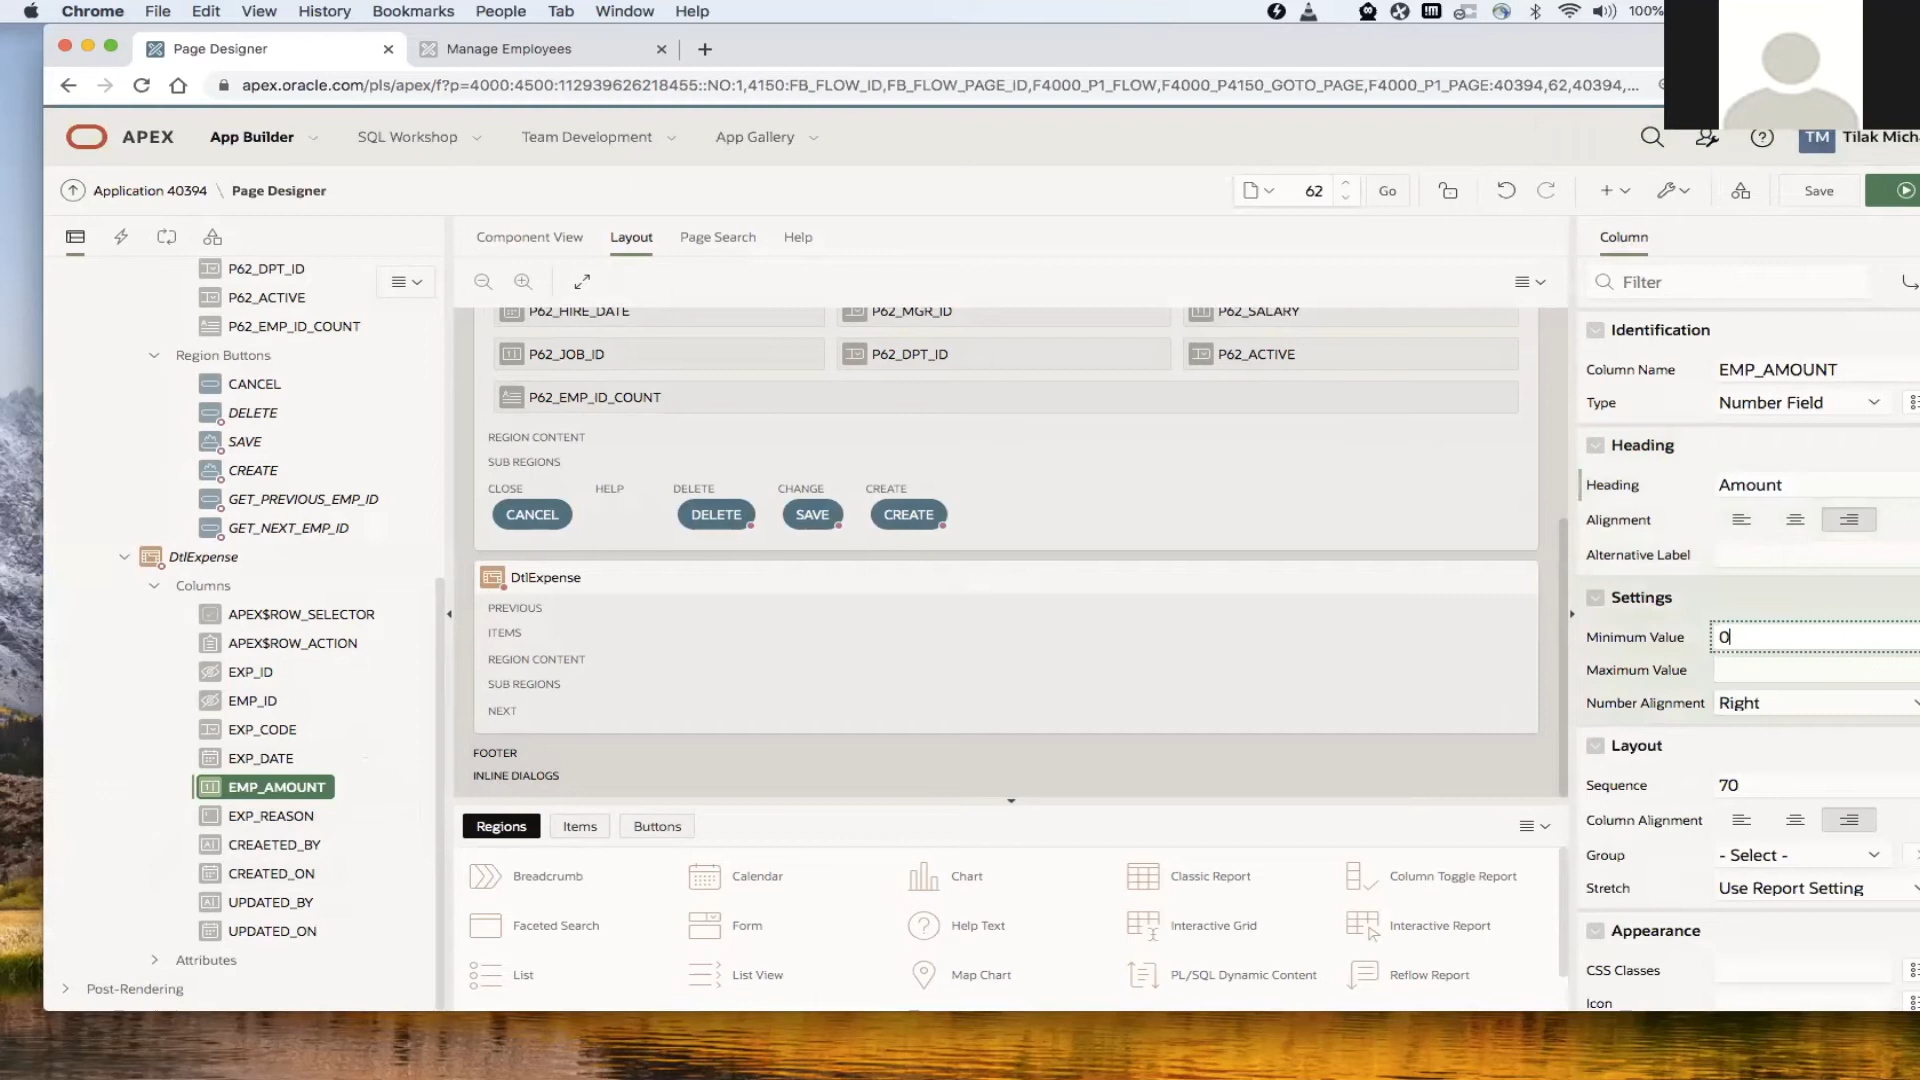 Chrome File Edit View History Bookmarks People Tab Window Help 100%
Page Designer Manage Employees
apex.oracle.com/pls/apex/f?p=4000:4500:112939626218455::NO:1,4150:FB_FLOW_ID,FB_FLOW_PAGE_ID,F4000_P1_FLOW,F4000_P4150_GOTO_PAGE,F4000_P1_PAGE:40394,62,40394,...
APEX App Builder SQL Workshop Team Development App Gallery TM Tilak Mich
Application 40394 \ Page Designer 62 Go Save
Component View Layout Page Search Help Column
P62_DPT_ID
P62_ACTIVE
P62_EMP_ID_COUNT
Region Buttons
CANCEL
DELETE
SAVE
CREATE
GET_PREVIOUS_EMP_ID
GET_NEXT_EMP_ID
DtlExpense
Columns
APEX$ROW_SELECTOR
APEX$ROW_ACTION
EXP_ID
EMP_ID
EXP_CODE
EXP_DATE
EMP_AMOUNT
EXP_REASON
CREAETED_BY
CREATED_ON
UPDATED_BY
UPDATED_ON
Attributes
Post-Rendering
P62_HIRE_DATE P62_MGR_ID P62_SALARY
P62_JOB_ID P62_DPT_ID P62_ACTIVE
P62_EMP_ID_COUNT
REGION CONTENT
SUB REGIONS
CLOSE HELP DELETE CHANGE CREATE
CANCEL DELETE SAVE CREATE
DtlExpense
PREVIOUS
ITEMS
REGION CONTENT
SUB REGIONS
NEXT
FOOTER
INLINE DIALOGS
Regions Items Buttons
Breadcrumb Calendar Chart Classic Report Column Toggle Report
Faceted Search Form Help Text Interactive Grid Interactive Report
List List View Map Chart PL/SQL Dynamic Content Reflow Report
Filter
Identification
Column Name EMP_AMOUNT
Type Number Field
Heading
Heading Amount
Alignment
Alternative Label
Settings
Minimum Value 0
Maximum Value
Number Alignment Right
Layout
Sequence 70
Column Alignment
Group - Select -
Stretch Use Report Setting
Appearance
CSS Classes
Icon